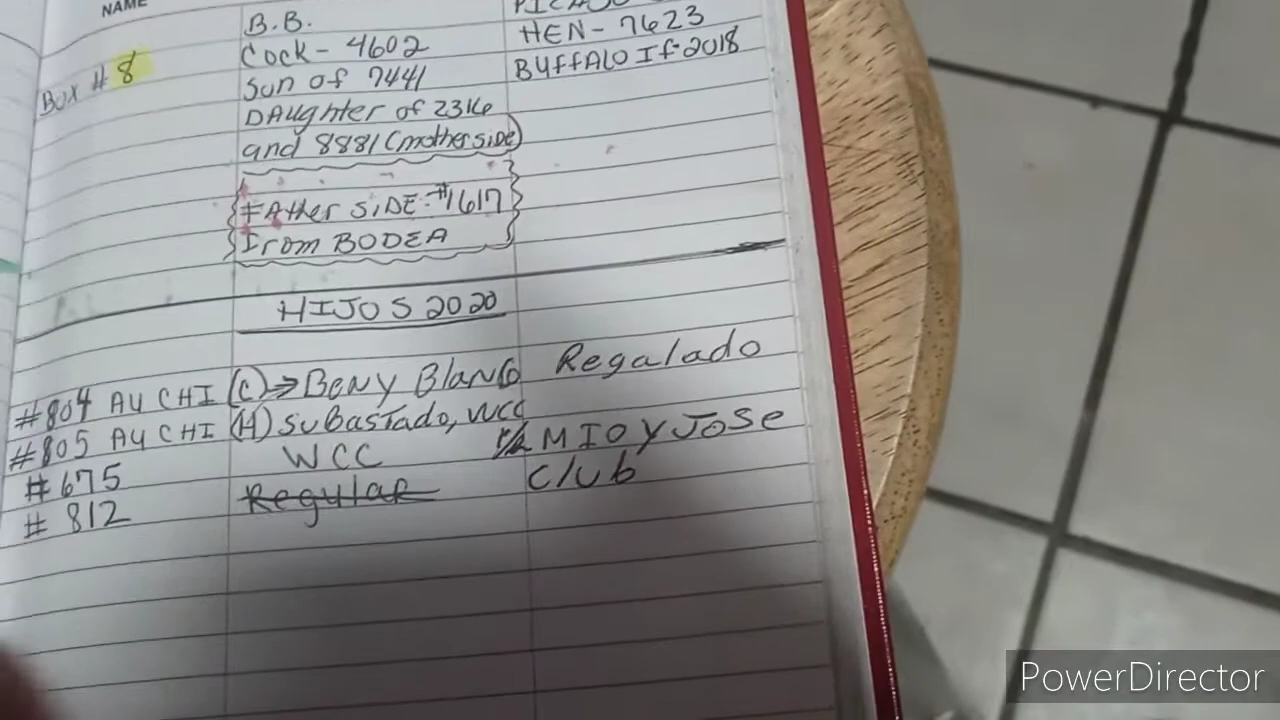 NAME
B.B.
Cock - 4602
HEN - 7623
Box # 8
Sun of 7441
BUffALO If-2018
DAughter of 2316
and 8881 (mother side)
FAther SiDE: #1617
from BODEA
HIJOS 2020
#804 AU CHI (C) → BeNY BlanCo Regalado
#805 AU CHI (H) SuBasTado, WCC
# 675 WCC 1/2 MIO y JoSe
# 812 Regular Club
PowerDirector